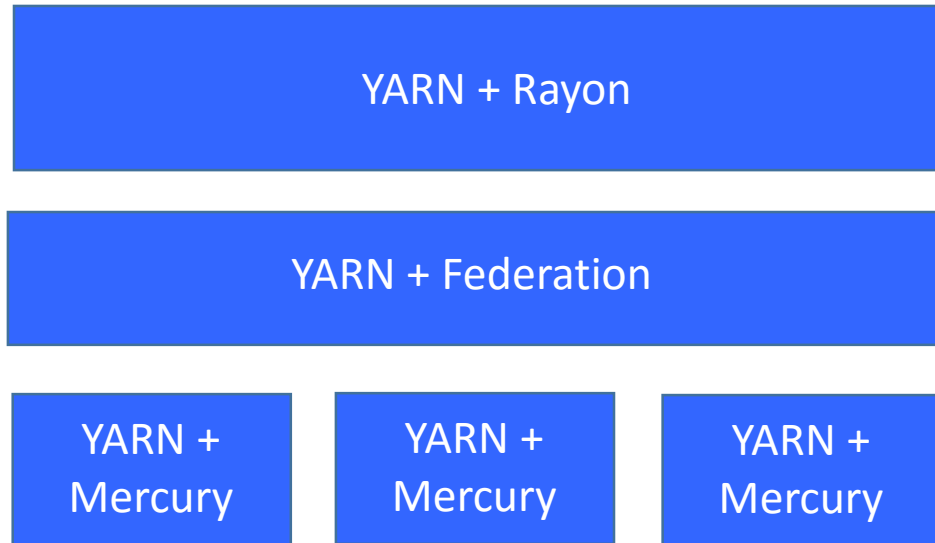 YARN + Rayon
YARN + Federation
YARN +
Mercury
YARN +
Mercury
YARN +
Mercury